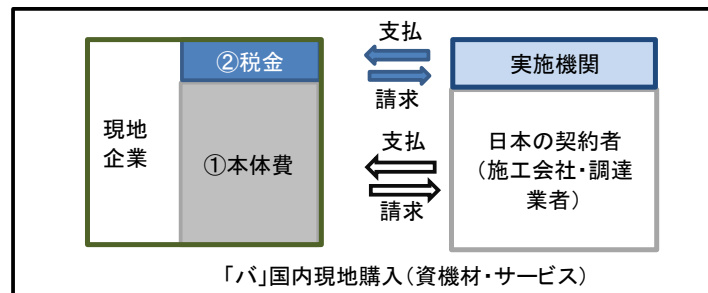 支払
②税金
実施機関
請求
現地
企業
①本体費
支払
日本の契約者
(施工会社・調達
業者)
請求
「バ」国内現地購入(資機材・サービス)